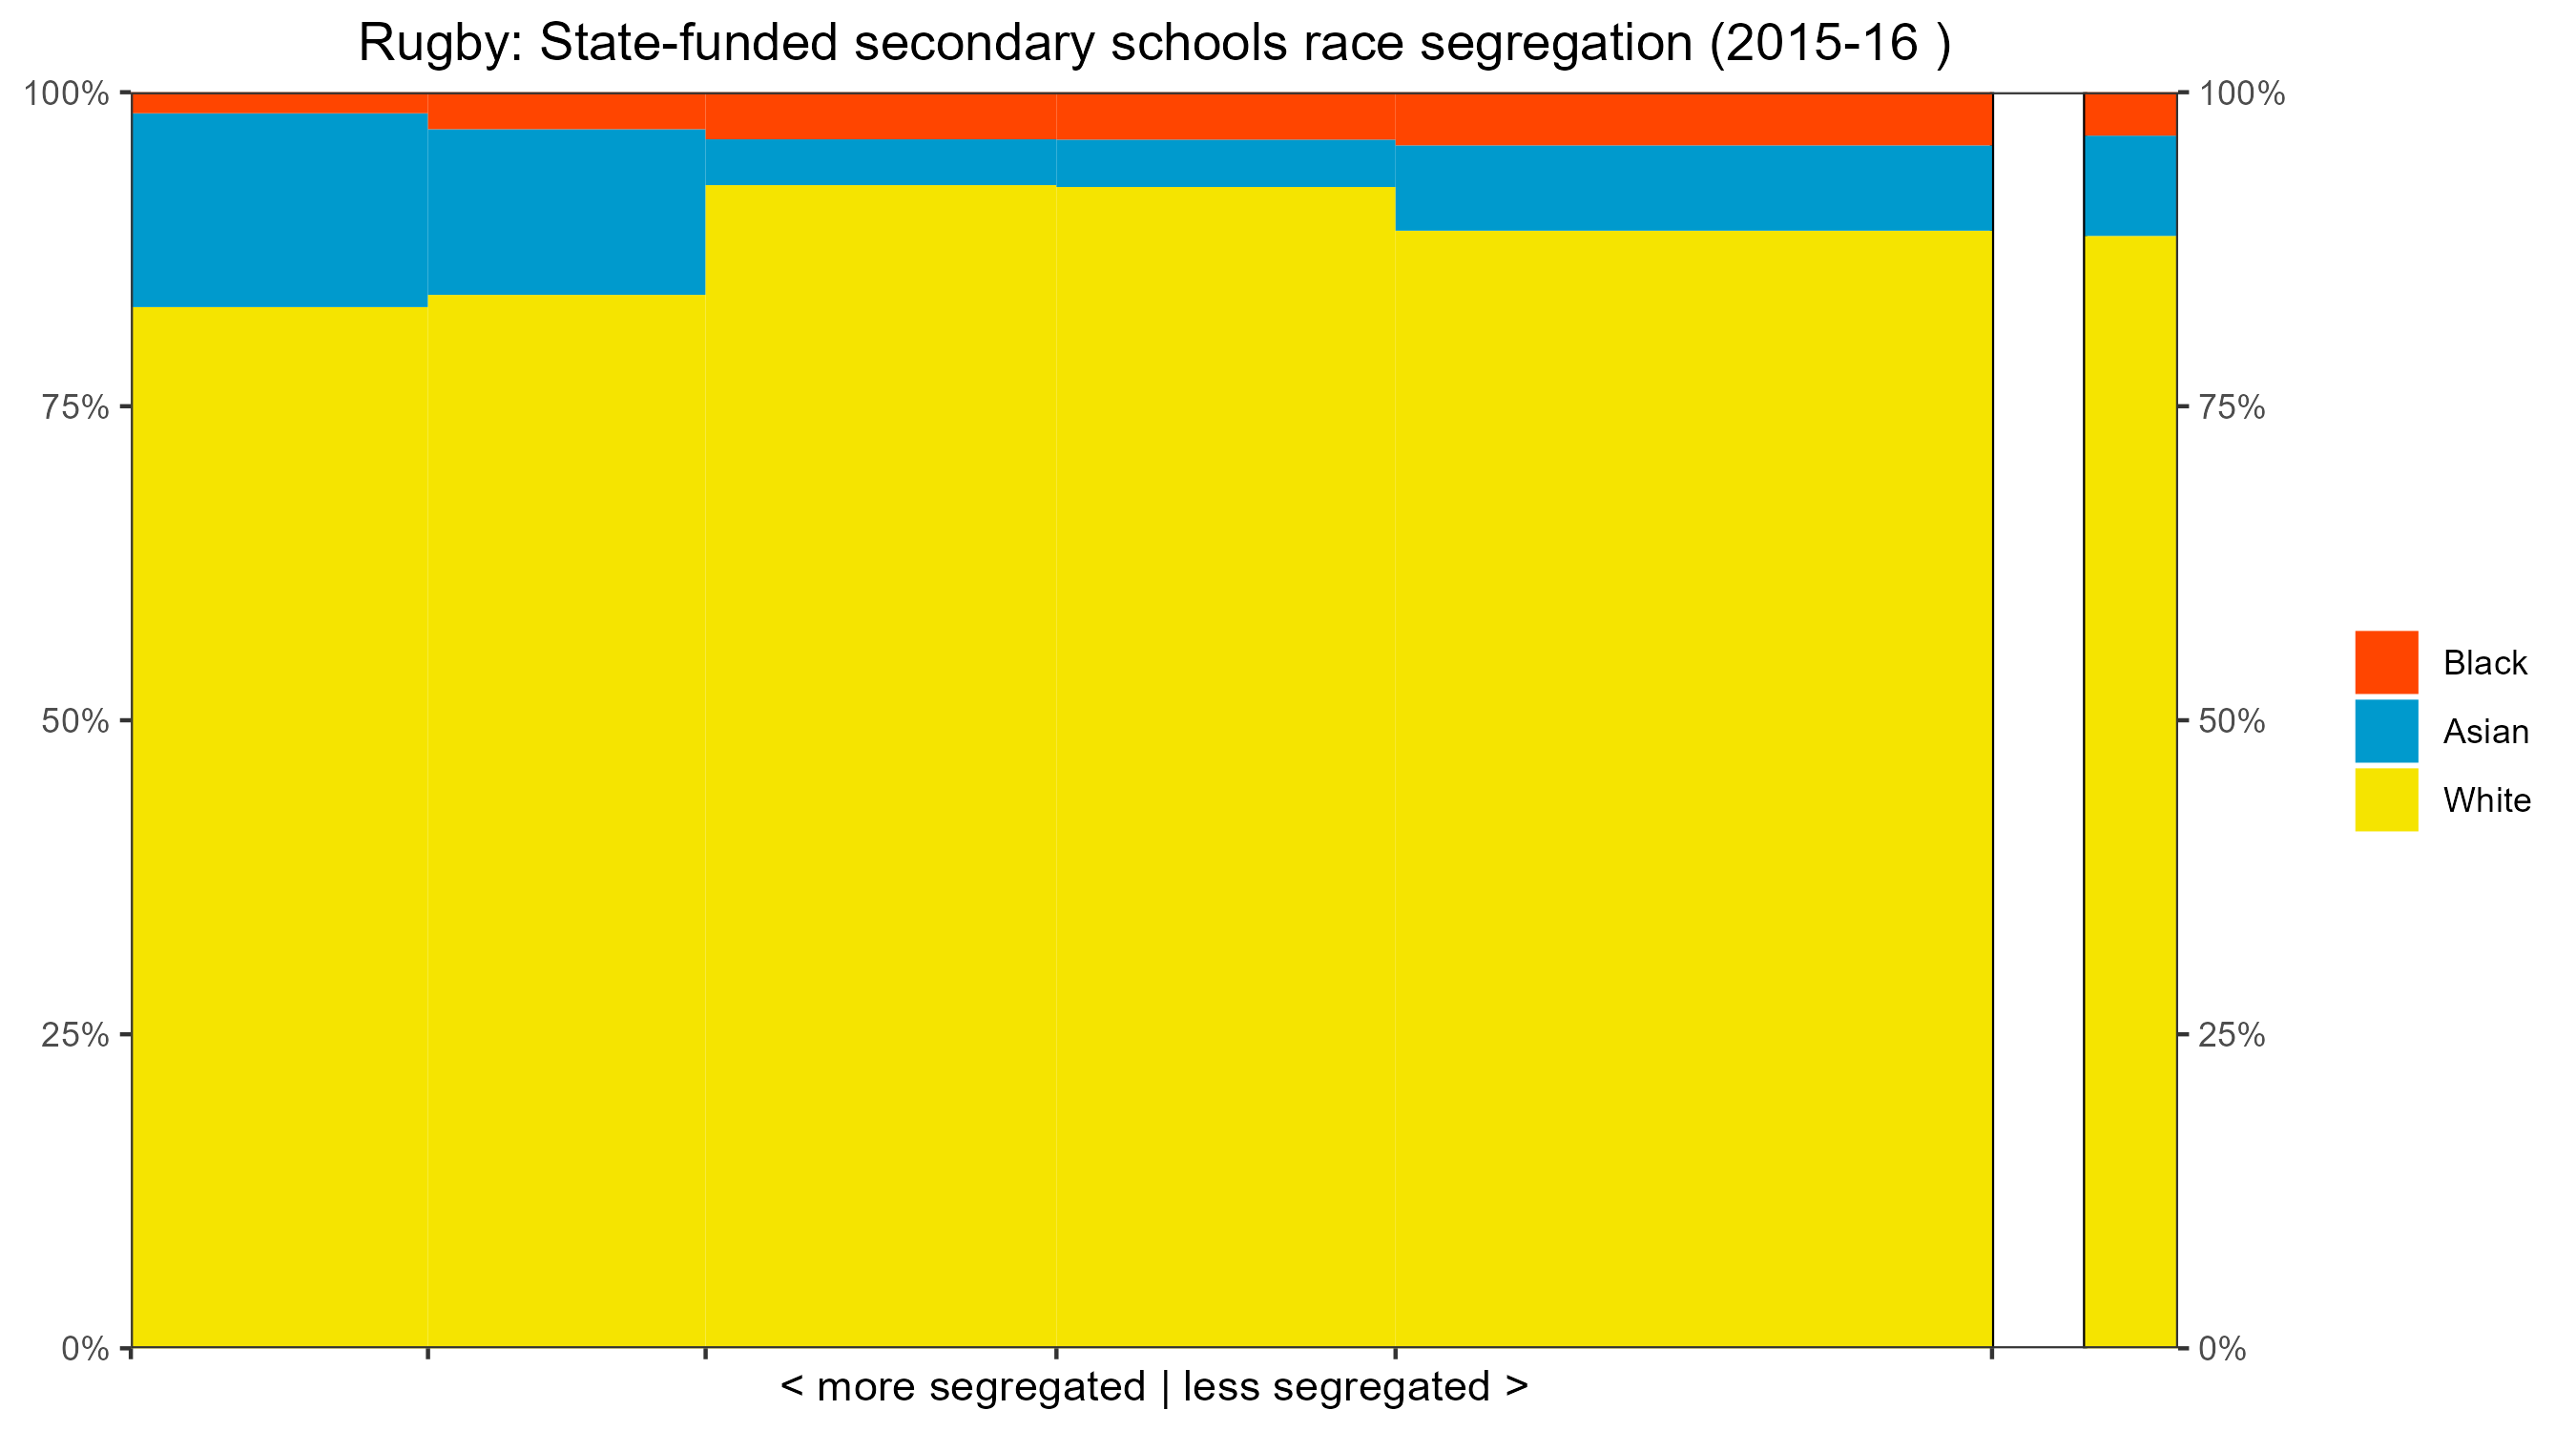 Rugby: State-funded secondary schools race segregation (2015-16 )
100%
75%
50%
25%
0%
100%
75%
50%
25%
0%
Black
Asian
White
< more segregated | less segregated >